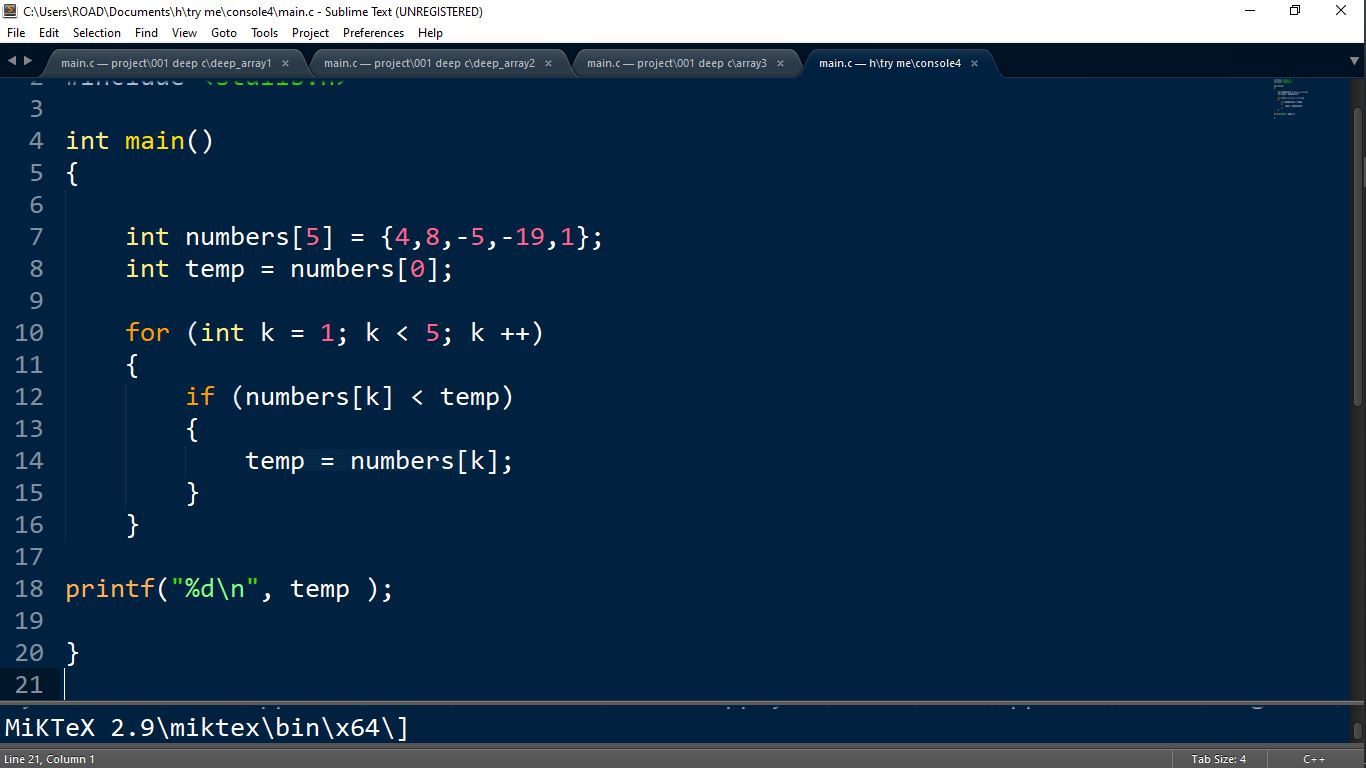 C:\Users\ROAD\Documents\h\try me\console4\main.c - Sublime Text (UNREGISTERED)
File Edit Selection Find View Goto Tools Project Preferences Help
main.c — project\001 deep c\deep_array1 × main.c — project\001 deep c\deep_array2 × main.c — project\001 deep c\array3 × main.c — h\try me\console4 ×
2 #include
3
4 int main()
5 {
6
7     int numbers[5] = {4,8,-5,-19,1};
8     int temp = numbers[0];
9
10     for (int k = 1; k < 5; k ++)
11     {
12         if (numbers[k] < temp)
13         {
14             temp = numbers[k];
15         }
16     }
17
18 printf("%d\n", temp );
19
20 }
21
MiKTeX 2.9\miktex\bin\x64\]
Line 21, Column 1 Tab Size: 4 C++